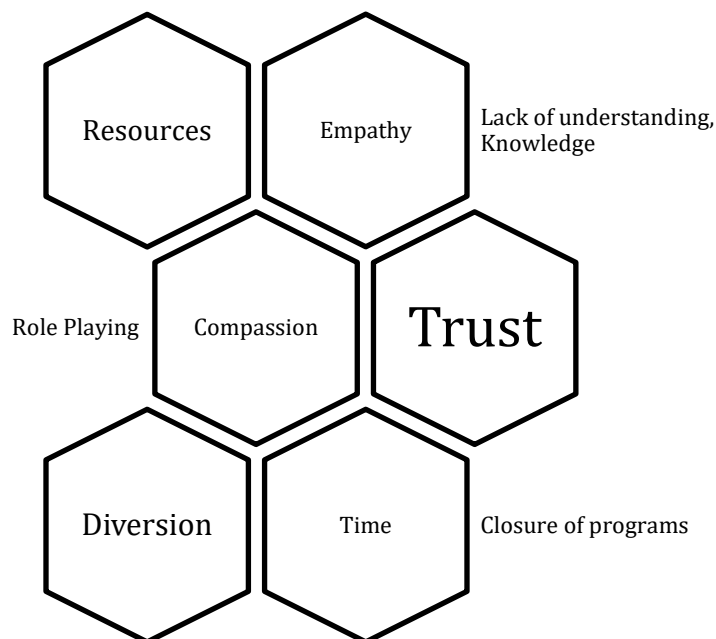 Resources
Empathy
Lack of understanding,
Knowledge
Role Playing
Compassion
Trust
Diversion
Time
Closure of programs